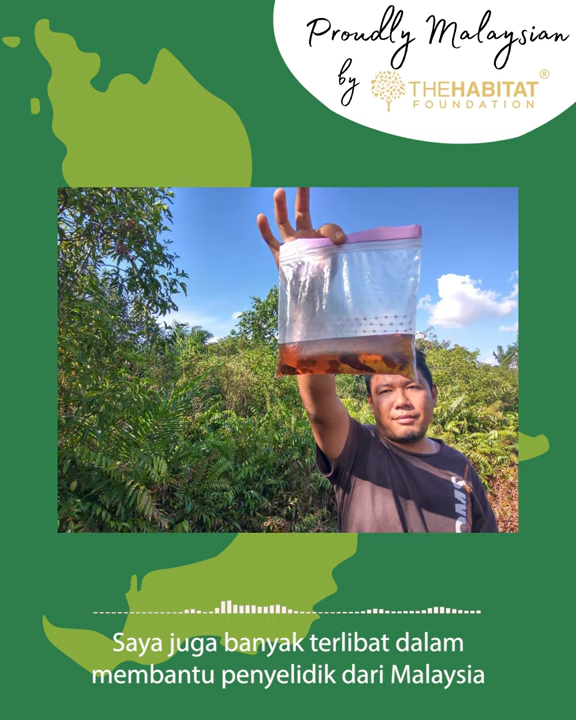 Proudly Malaysian
by THEHABITAT®
FOUNDATION
Saya juga banyak terlibat dalam
membantu penyelidik dari Malaysia